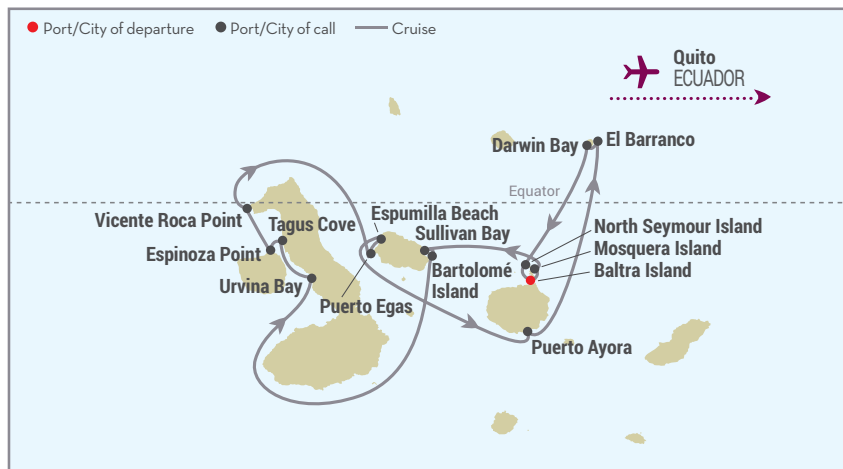 Port/City of departure
Port/City of call
Cruise
Quito
ECUADOR
Darwin Bay
El Barranco
Equator
Vicente Roca Point
Tagus Cove
Espumilla Beach
North Seymour Island
Sullivan Bay
Mosquera Island
Espinoza Point
Bartolomé
Island
Baltra Island
Urvina Bay
Puerto Egas
Puerto Ayora